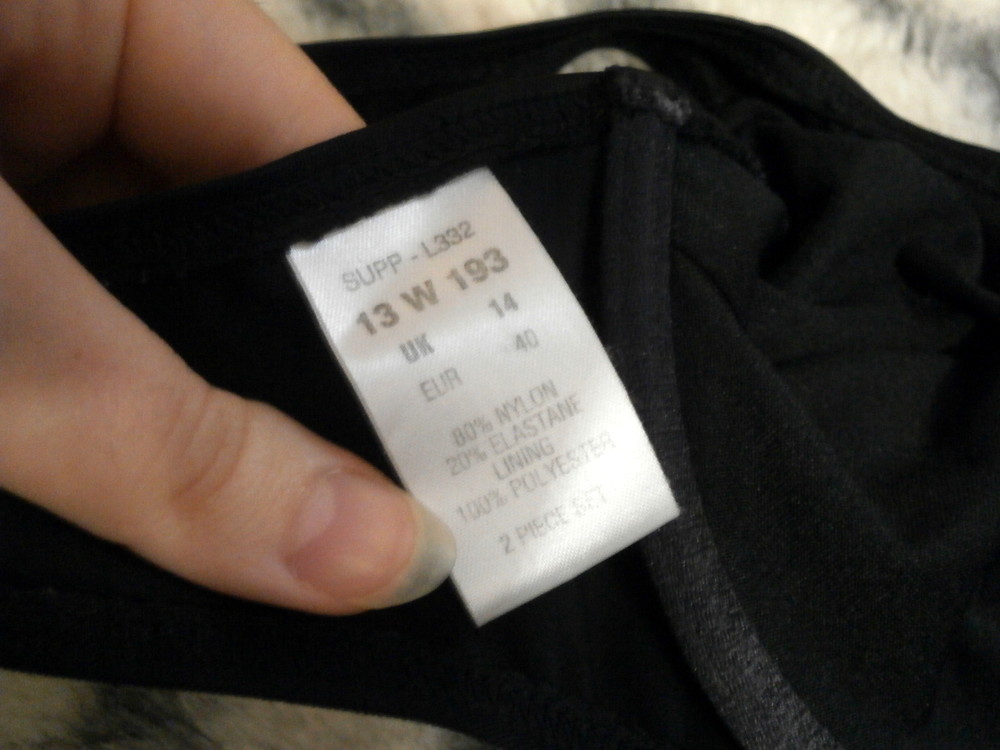 SUPP - L332
13 W 193
UK 14
EUR 40
80% NYLON
20% ELASTANE
LINING
100% POLYESTER
2 PIECE SET